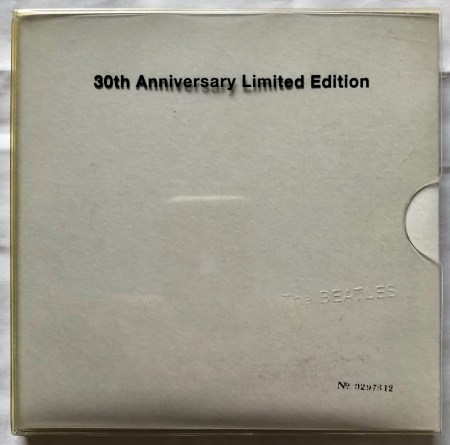 30th Anniversary Limited Edition
The BEATLES
No. 0297312